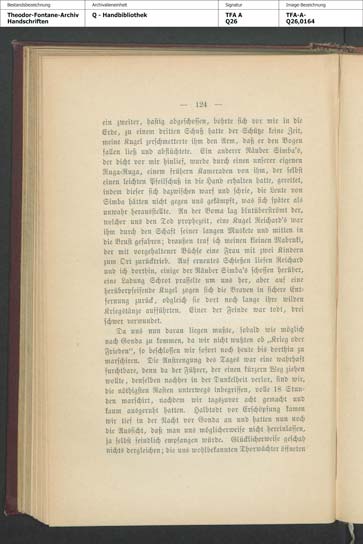 Bestandsbezeichnung
Theodor-Fontane-Archiv
Handschriften
Archivalieneinheit
Q - Handbibliothek
Signatur
TFA A
Q26
Image-Bezeichnung
TFA-A-
Q26,0164
— 124 —
ein zweiter, hastig abgeschossen, bohrte sich vor mir in die
Erde, zu einem dritten Schuß hatte der Schütze keine Zeit,
meine Kugel zerschmetterte ihm den Arm, daß er den Bogen
fallen ließ und abflüchtete. Ein anderer Räuber Simba's,
der dicht vor mir hinlief, wurde durch einen unserer eigenen
Ruga-Ruga, einem frühern Kameraden von ihm, der selbst
einen leichten Pfeilschuß in die Hand erhalten hatte, gerettet,
indem dieser sich dazwischen warf und schrie, die Leute von
Simba hätten nicht gegen uns gekämpft, was sich später als
unwahr herausstellte. An der Boma lag hintüberströmt der,
welcher uns den Tod prophezeit, eine Kugel Reichard's war
ihm durch den Schaft seiner langen Muskete und mitten in
die Brust gefahren; draußen traf ich meinen kleinen Mabruki,
der mit vorgehaltener Büchse eine Frau mit zwei Kindern
zum Ort zurücktrieb. Auf erneutes Schießen liefen Reichard
und ich dorthin, einige der Räuber Simba's schossen herüber,
eine Ladung Schrot prasselte um uns her, aber auf eine
herüberpfeifende Kugel zogen sich die Braven in sichere Ent-
fernung zurück, obgleich sie dort noch lange ihre wilden
Kriegstänze aufführten. Einer der Feinde war todt, drei
schwer verwundet.
Da uns nun daran liegen mußte, sobald wie möglich
nach Gonda zu kommen, da wir nicht wußten ob „Krieg oder
Frieden", so beschlossen wir sofort noch heute bis dorthin zu
marschiren. Die Anstrengung des Tages war eine wahrhaft
furchtbare, denn da der Führer, der einen kürzern Weg ziehen
wollte, denselben nachher in der Dunkelheit verlor, sind wir,
die nöthigsten Rasten unterwegs inbegriffen, volle 18 Stun-
den marschirt, nachdem wir tagszuvor acht gemacht und
kaum ausgeruht hatten. Halbtodt vor Erschöpfung kamen
wir tief in der Nacht vor Gonda an und hatten nun noch
die Aussicht, daß man uns möglicherweise nicht hereinlassen,
ja selbst feindlich empfangen würde. Glücklicherweise geschah
nichts dergleichen; die uns wohlbekannten Thorwächter öffneten